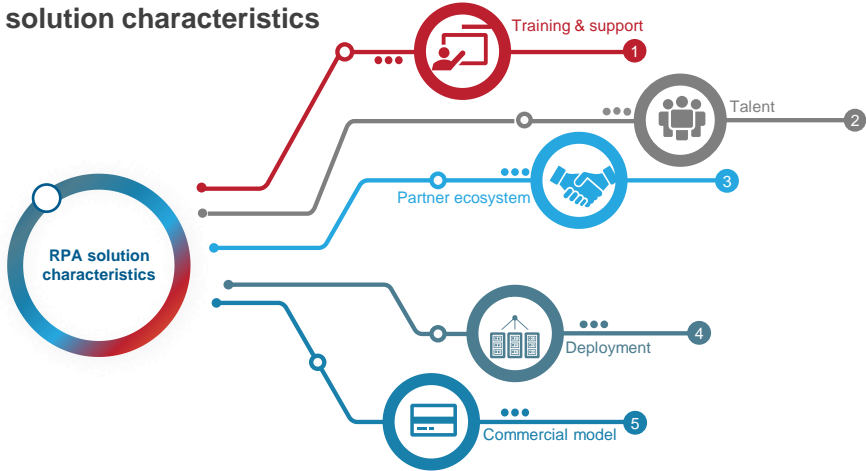 solution characteristics
Training & support
1
Talent
2
3
Partner ecosystem
RPA solution
characteristics
4
Deployment
5
Commercial model